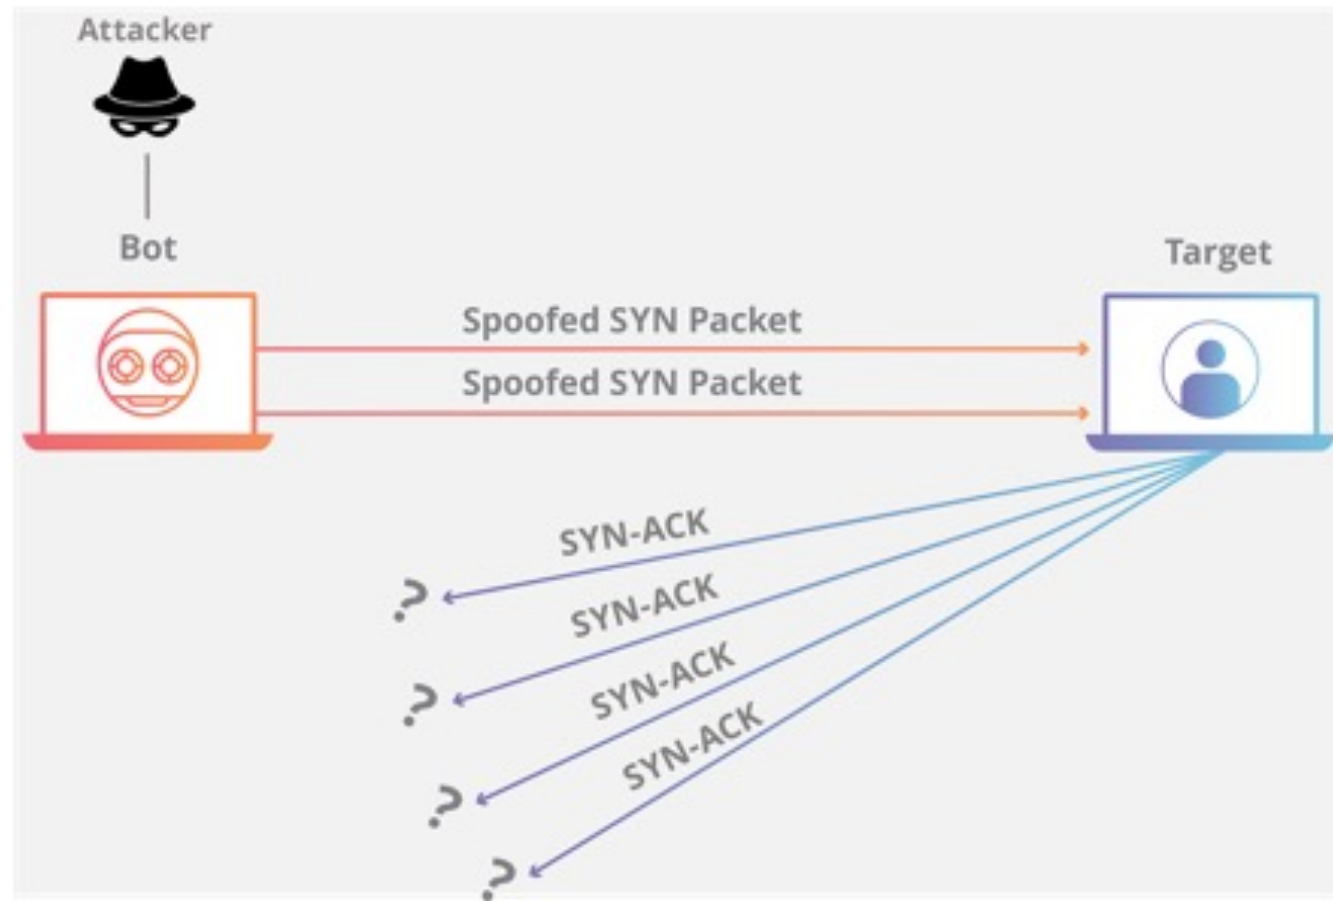 Attacker
Bot
Target
Spoofed SYN Packet
Spoofed SYN Packet
SYN-ACK
?
SYN-ACK
?
SYN-ACK
?
SYN-ACK
?